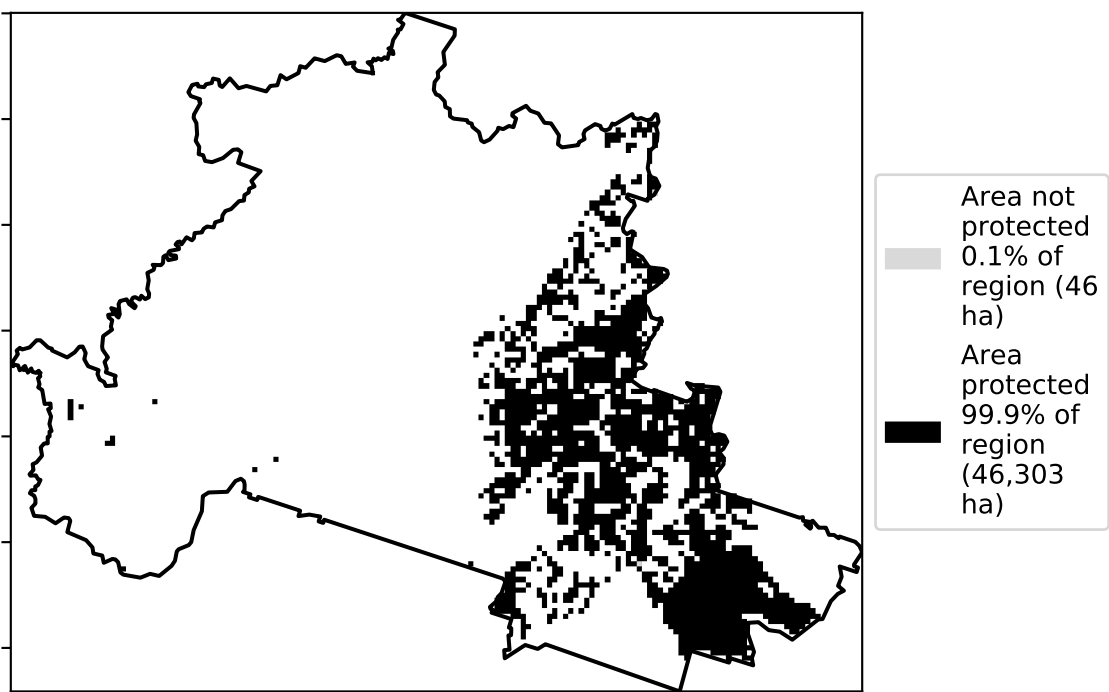 Area not
protected
0.1% of
region (46
ha)
Area
protected
99.9% of
region
(46,303
ha)